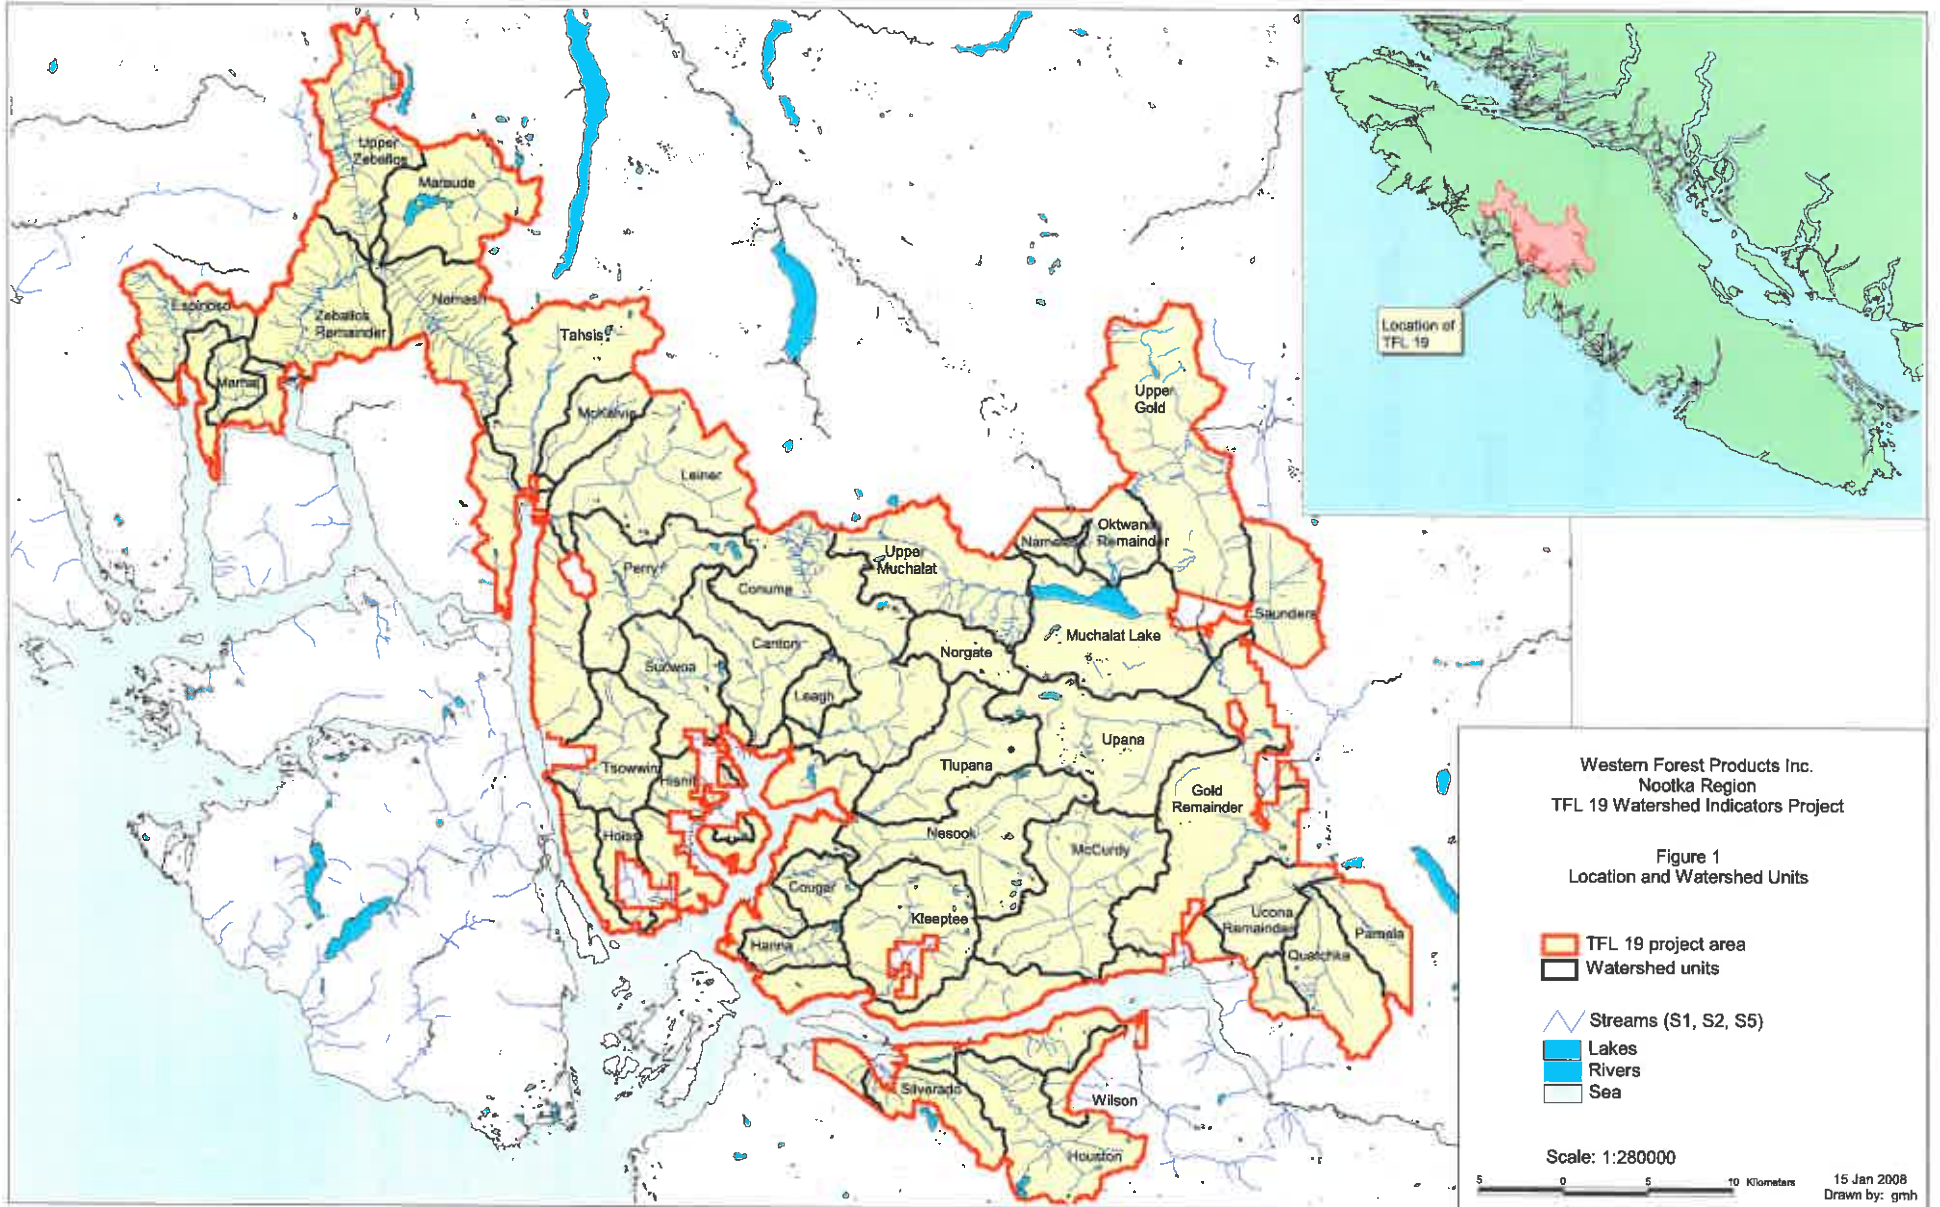 Upper
Zeballos
Maraude
Espinoso
Zeballos
Remainder
Nomash
Marhat
Tahsis
McKelvie
Leiner
Upper
Gold
Location of
TFL 19
Oktwanch
Remainder
Upper
Muchalat
Perry
Conuma
Saunders
Muchalat Lake
Canton
Norgate
Sucwoa
Leagh
Upana
Tsowwin
Hisnit
Tlupana
Gold
Remainder
Hoiss
Nesook
McCurdy
Cougar
Kleeptee
Ucona
Remainder
Pamela
Hanna
Quatchka
Silverado
Wilson
Houston
Western Forest Products Inc.
Nootka Region
TFL 19 Watershed Indicators Project
Figure 1
Location and Watershed Units
TFL 19 project area
Watershed units
Streams (S1, S2, S5)
Lakes
Rivers
Sea
Scale: 1:280000
5 0 5 10 Kilometers
15 Jan 2008
Drawn by: gmh